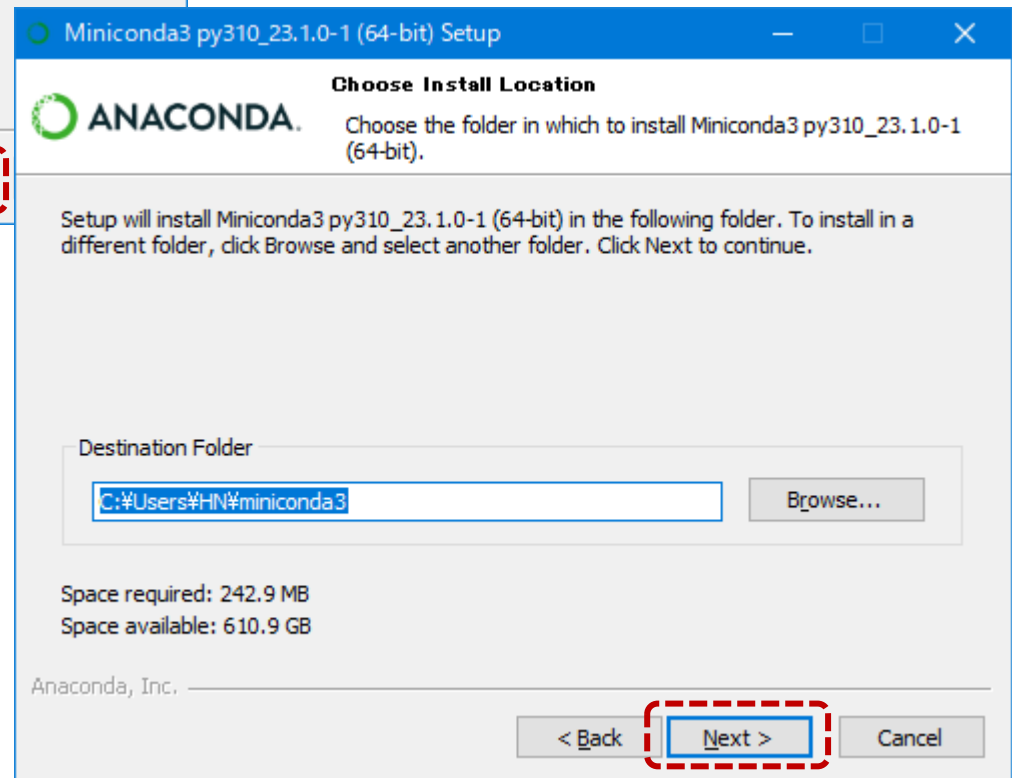 Miniconda3 py310_23.1.0-1 (64-bit) Setup
ANACONDA.
Choose Install Location
Choose the folder in which to install Miniconda3 py310_23.1.0-1
(64-bit).
Setup will install Miniconda3 py310_23.1.0-1 (64-bit) in the following folder. To install in a
different folder, click Browse and select another folder. Click Next to continue.
Destination Folder
C:¥Users¥HN¥miniconda3
Browse...
Space required: 242.9 MB
Space available: 610.9 GB
Anaconda, Inc.
< Back
Next >
Cancel